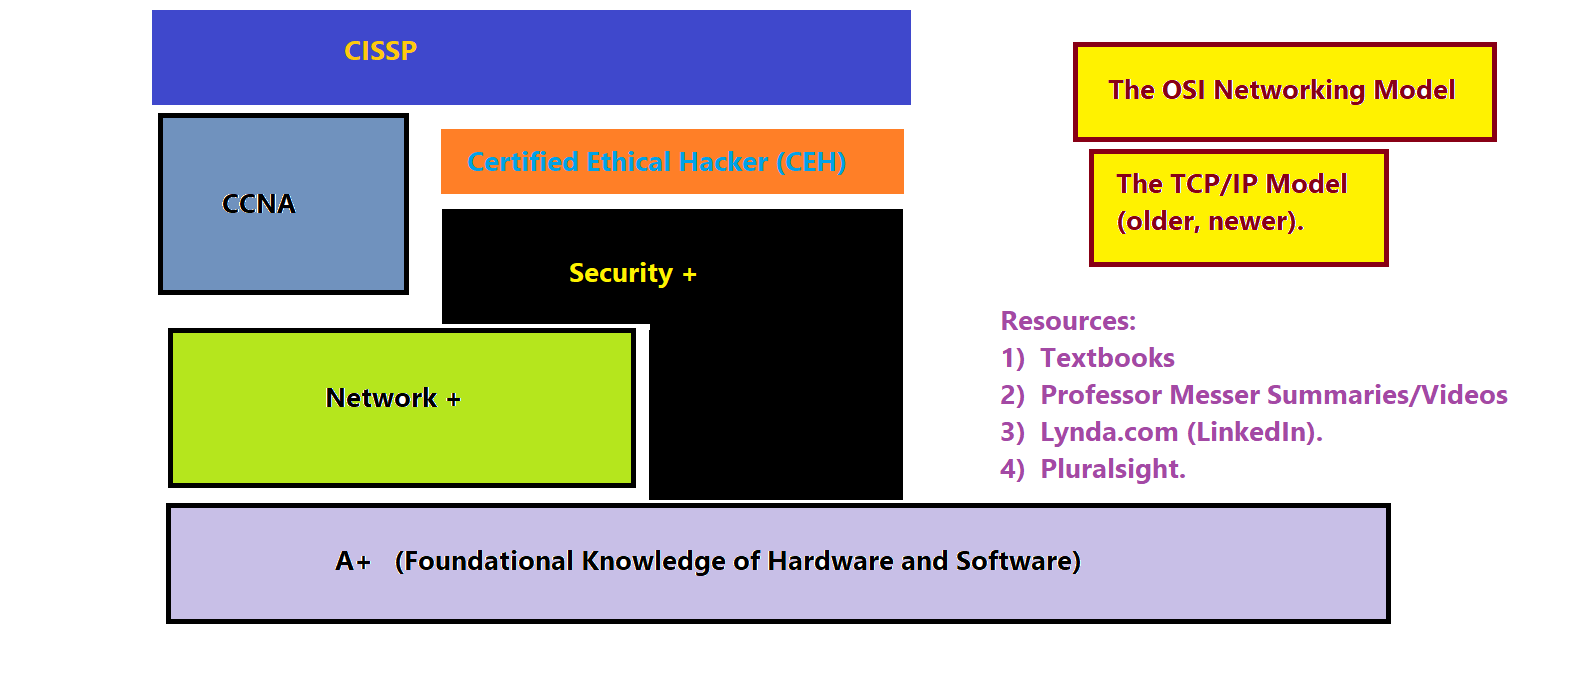 CISSP
CCNA
Certified Ethical Hacker (CEH)
Security +
Network +
A+ (Foundational Knowledge of Hardware and Software)
The OSI Networking Model
The TCP/IP Model
(older, newer).
Resources:
1) Textbooks
2) Professor Messer Summaries/Videos
3) Lynda.com (LinkedIn).
4) Pluralsight.